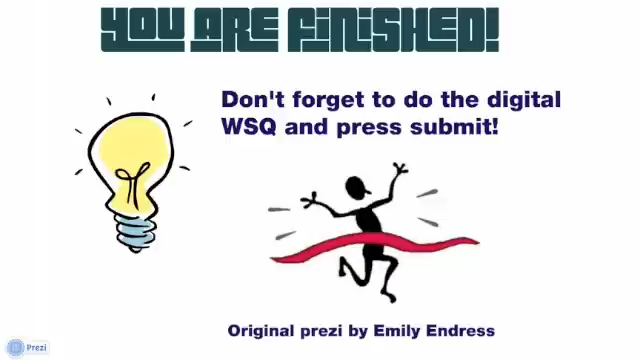 YOU ARE FINISHED!
Don't forget to do the digital
WSQ and press submit!
Original prezi by Emily Endress
Prezi